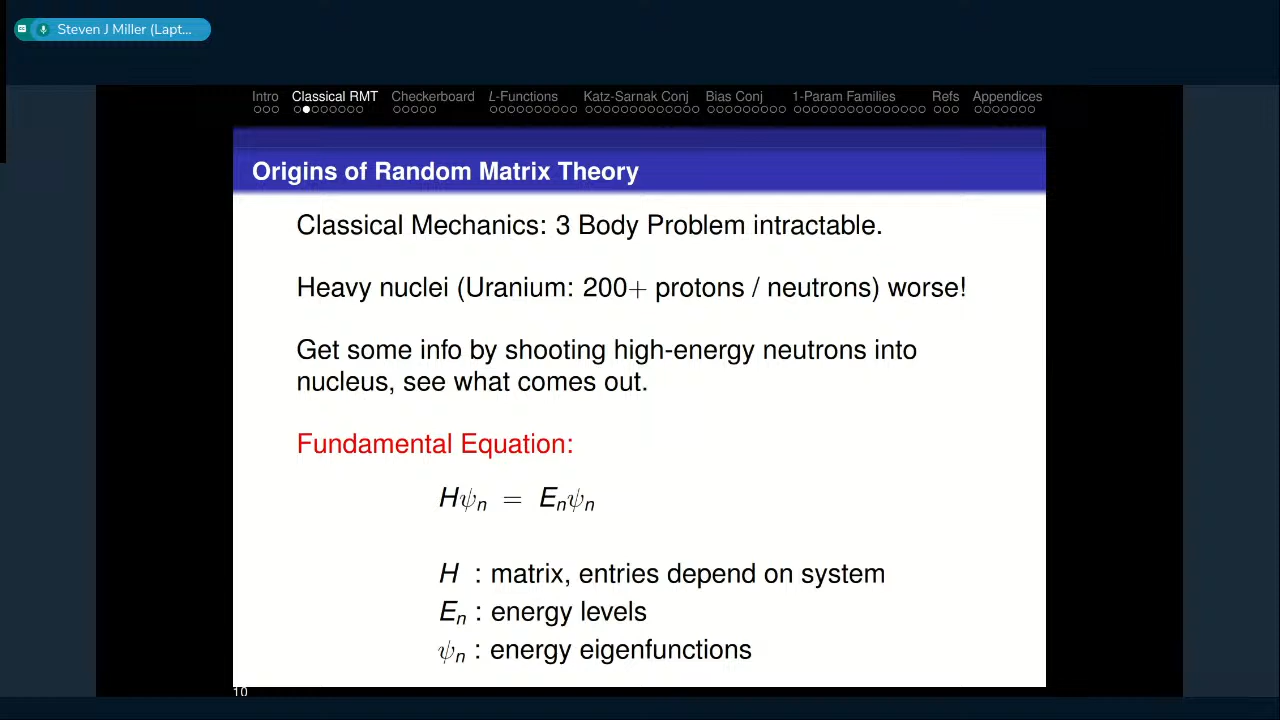 Steven J Miller (Lapt...
Intro Classical RMT Checkerboard L-Functions Katz-Sarnak Conj Bias Conj 1-Param Families Refs Appendices
Origins of Random Matrix Theory
Classical Mechanics: 3 Body Problem intractable.
Heavy nuclei (Uranium: 200+ protons / neutrons) worse!
Get some info by shooting high-energy neutrons into
nucleus, see what comes out.
Fundamental Equation:
Hψn = Enψn
H : matrix, entries depend on system
En : energy levels
ψn : energy eigenfunctions
10